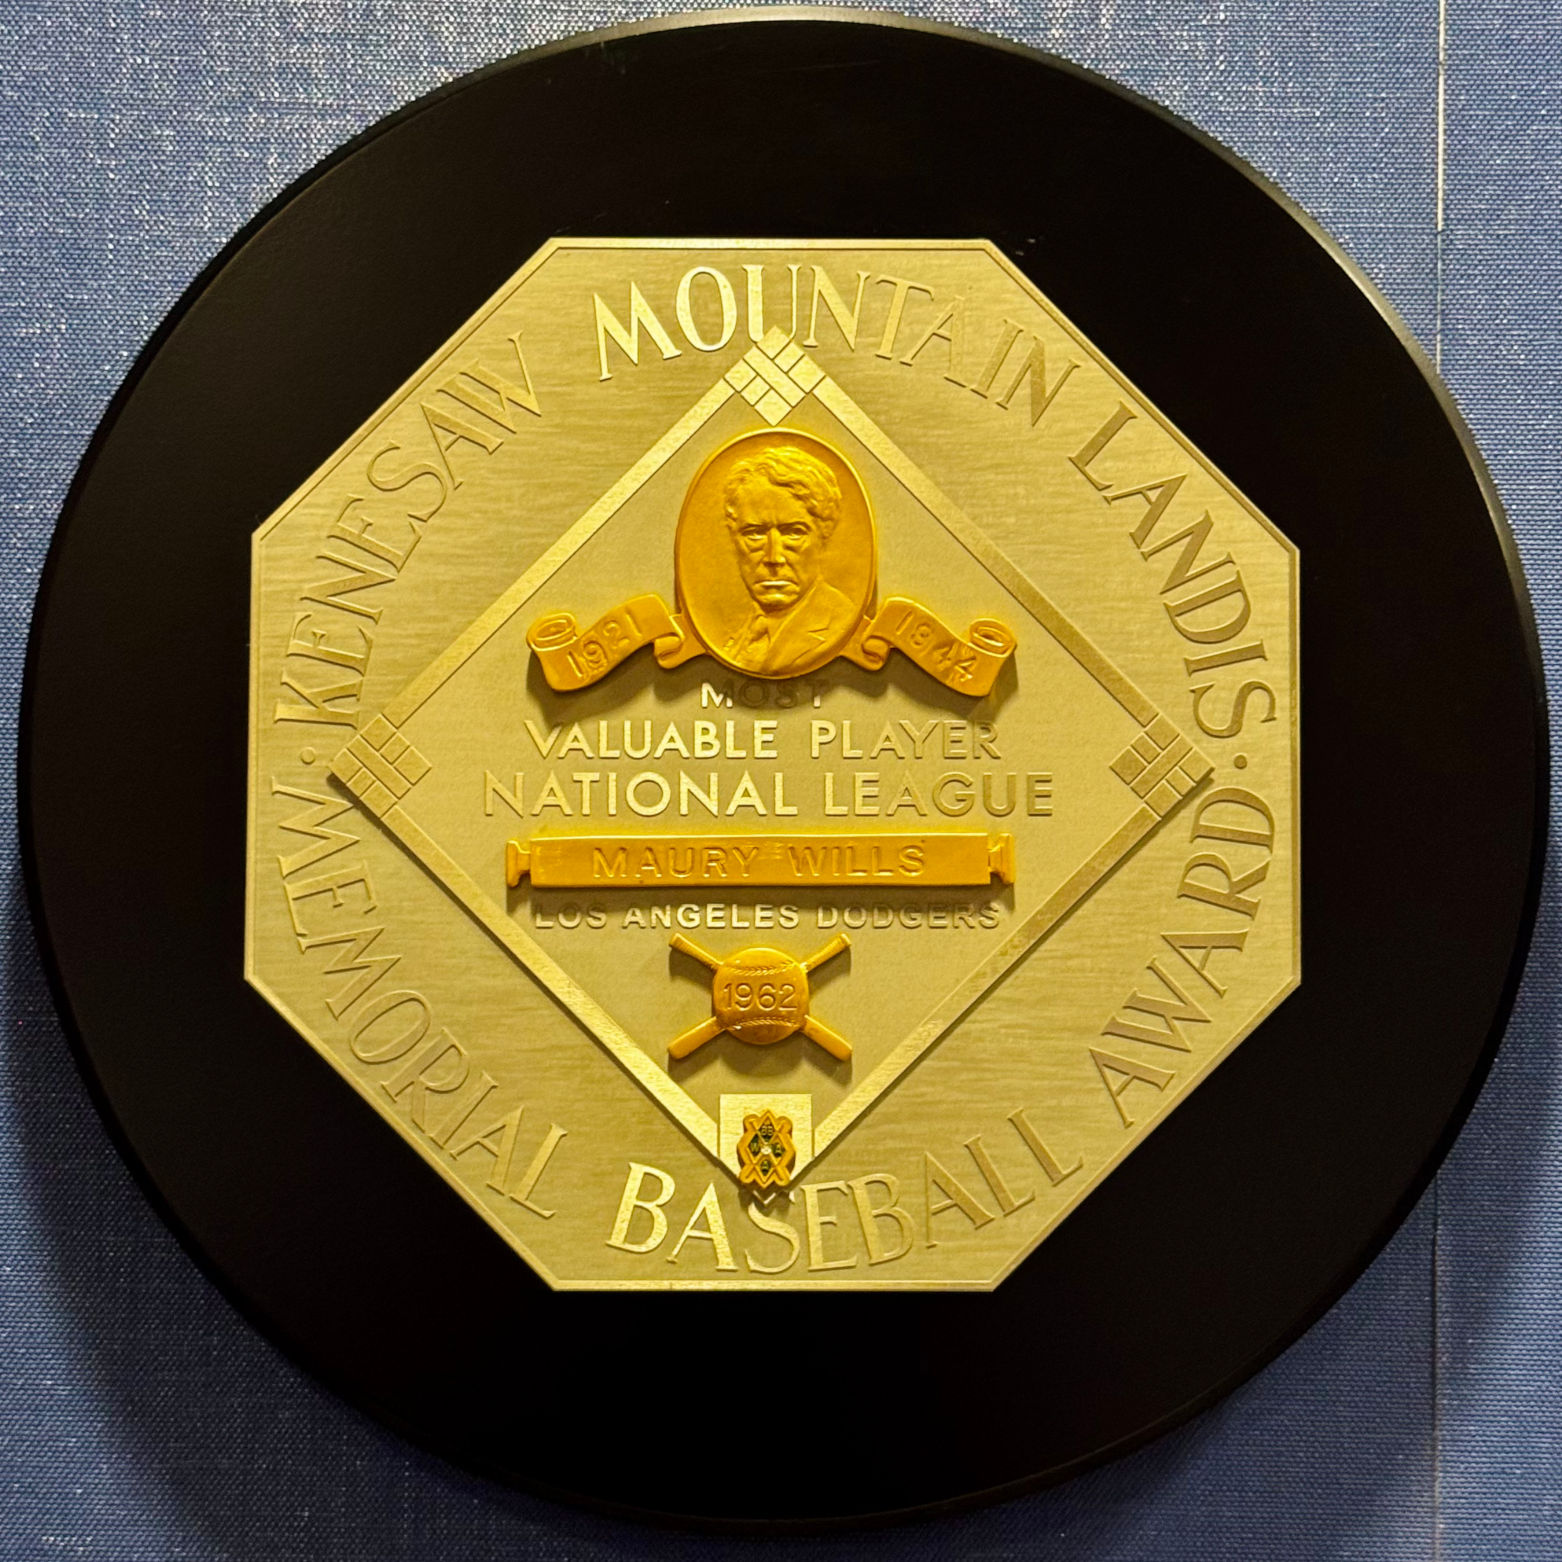 · KENESAW MOUNTAIN LANDIS ·
MEMORIAL BASEBALL AWARD
1921 1944
MOST
VALUABLE PLAYER
NATIONAL LEAGUE
MAURY WILLS
LOS ANGELES DODGERS
1962